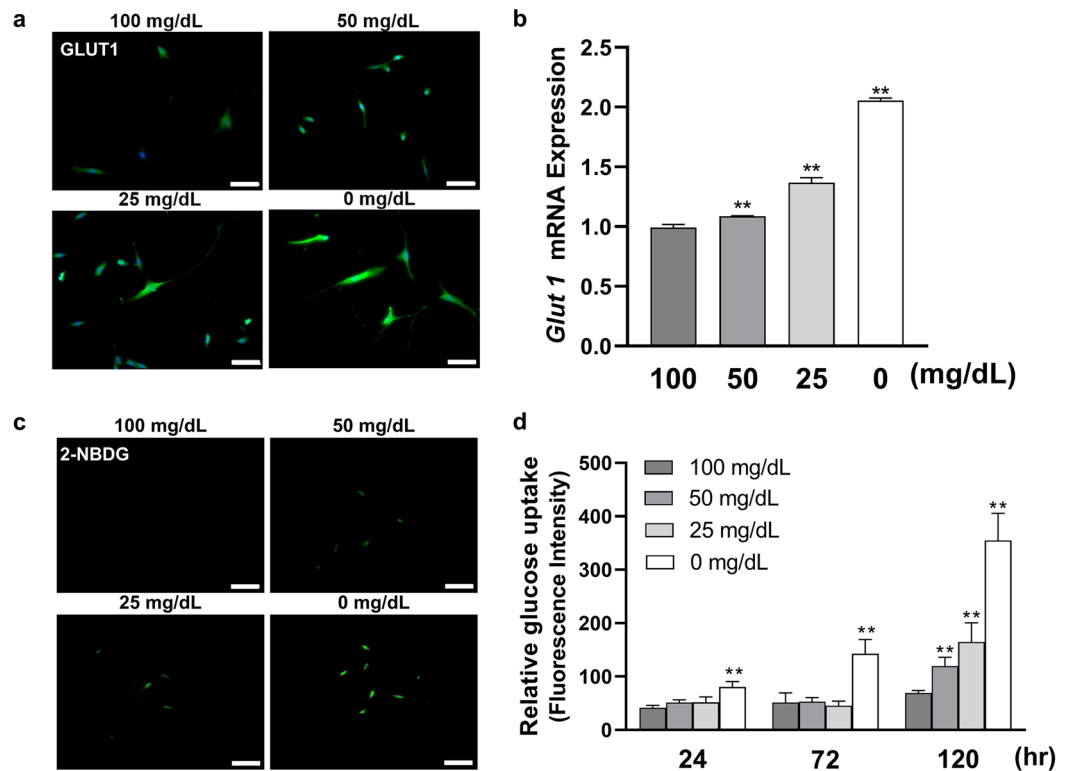 a
100 mg/dL
50 mg/dL
GLUT1
25 mg/dL
0 mg/dL
b
Glut 1 mRNA Expression
2.5
2.0
1.5
1.0
0.5
0.0
**
**
**
100 50 25 0 (mg/dL)
c
100 mg/dL
50 mg/dL
2-NBDG
25 mg/dL
0 mg/dL
d
Relative glucose uptake
(Fluorescence Intensity)
500
400
300
200
100
0
100 mg/dL
50 mg/dL
25 mg/dL
0 mg/dL
**
**
**
**
**
24 72 120 (hr)